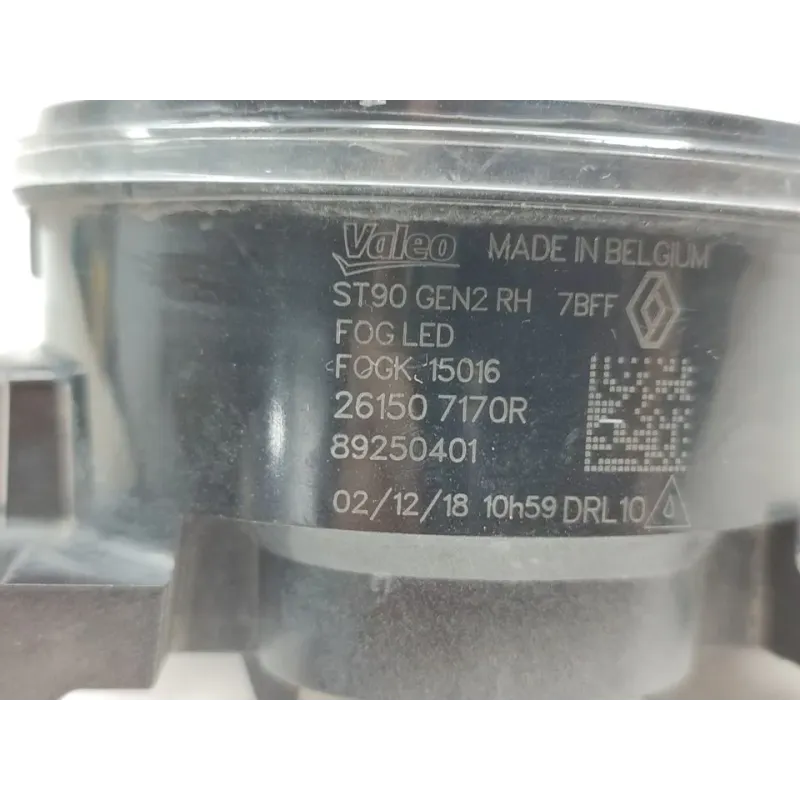 Valeo MADE IN BELGIUM
ST90 GEN2 RH 7BFF
FOG LED
FOGK 15016
26150 7170R
89250401
02/12/18 10h59 DRL10